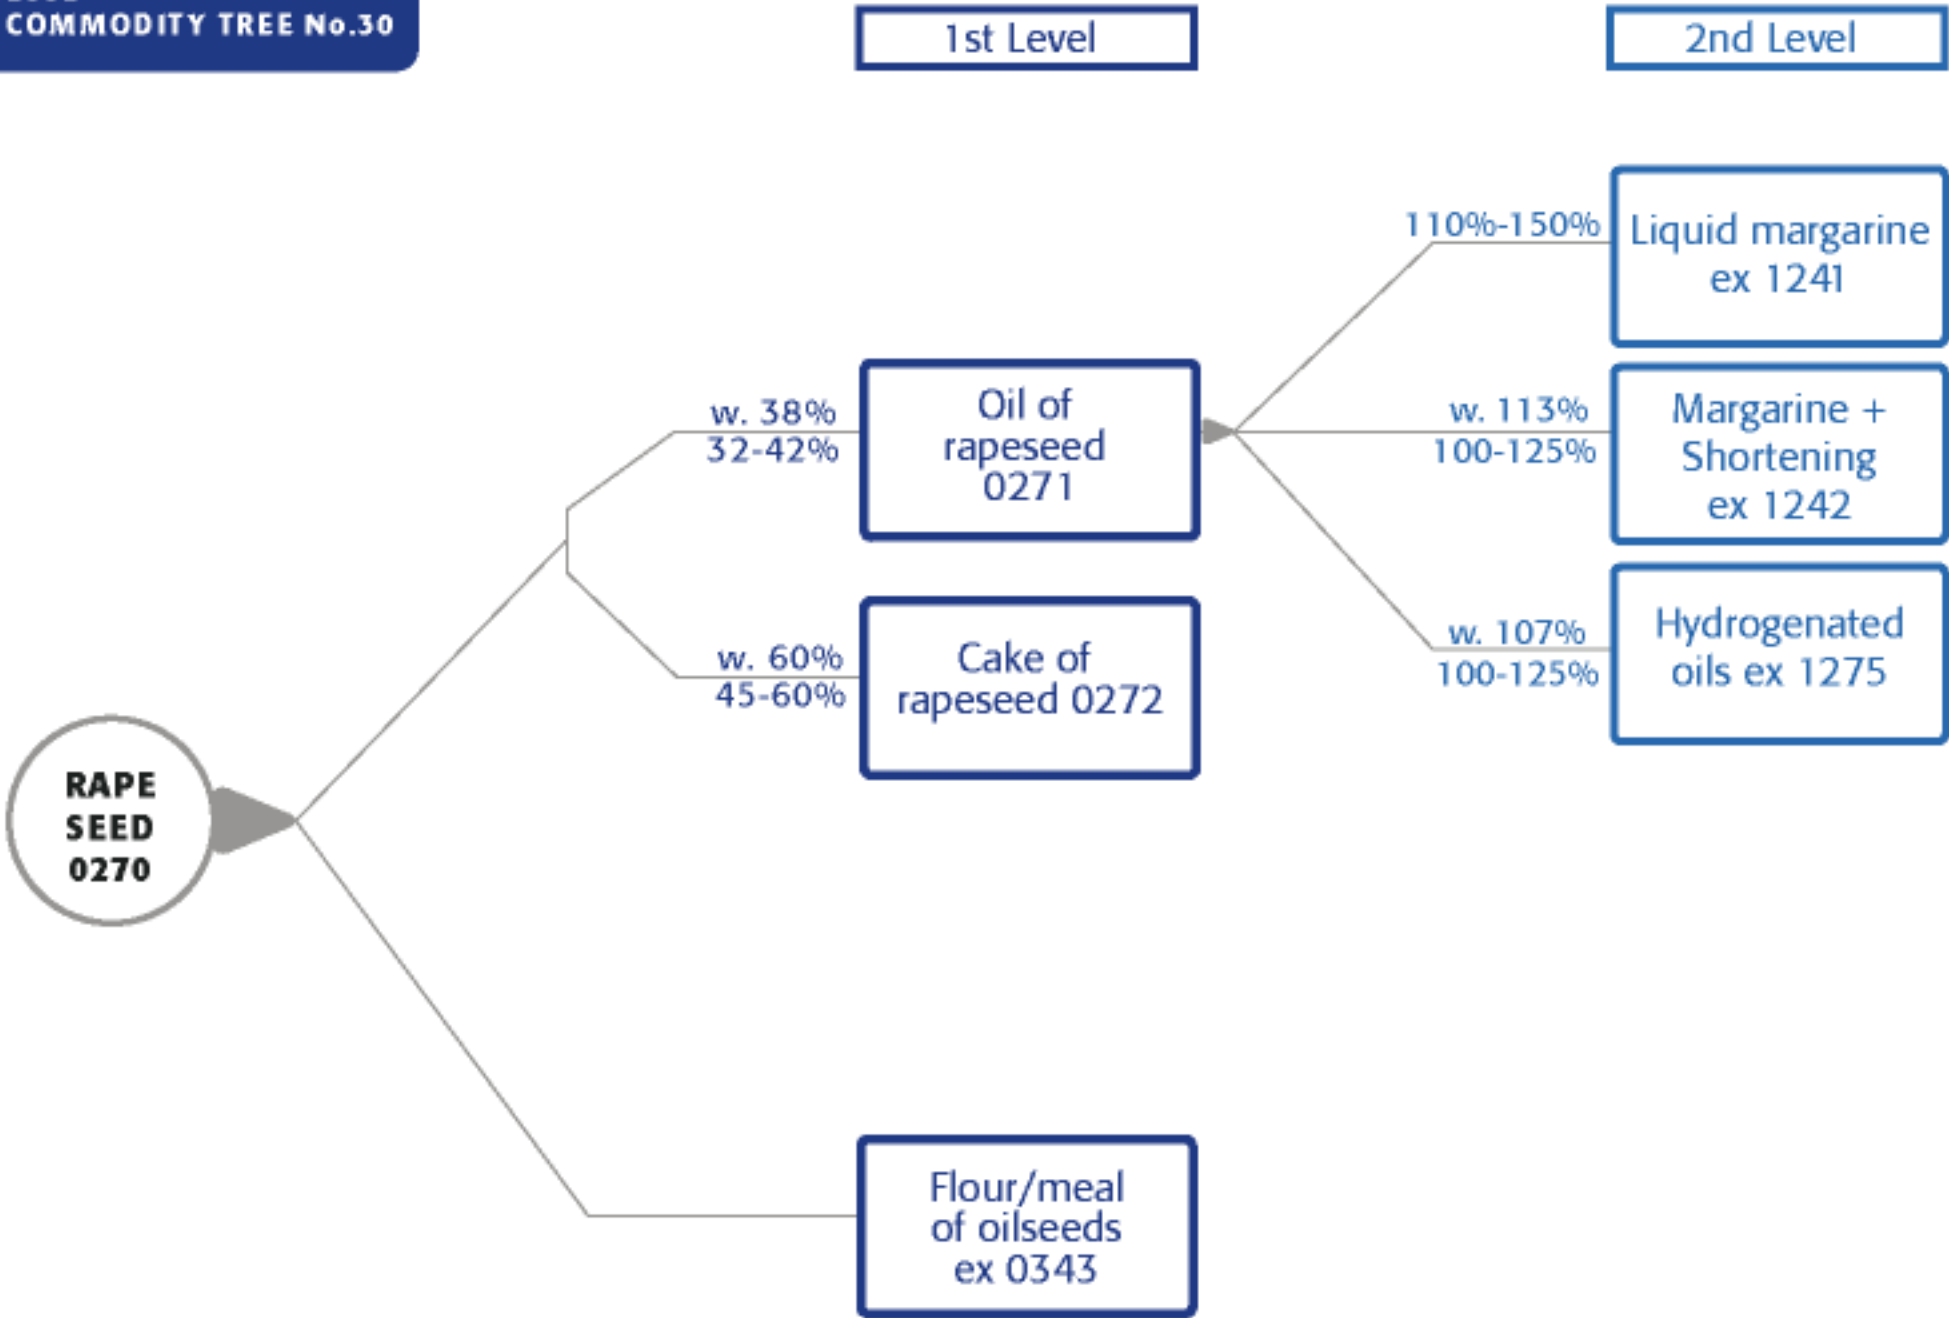 COMMODITY TREE No.30
1st Level
2nd Level
110%-150%
Liquid margarine
ex 1241
w. 38%
32-42%
Oil of
rapeseed
0271
w. 113%
100-125%
Margarine +
Shortening
ex 1242
w. 60%
45-60%
Cake of
rapeseed 0272
w. 107%
100-125%
Hydrogenated
oils ex 1275
RAPE
SEED
0270
Flour/meal
of oilseeds
ex 0343